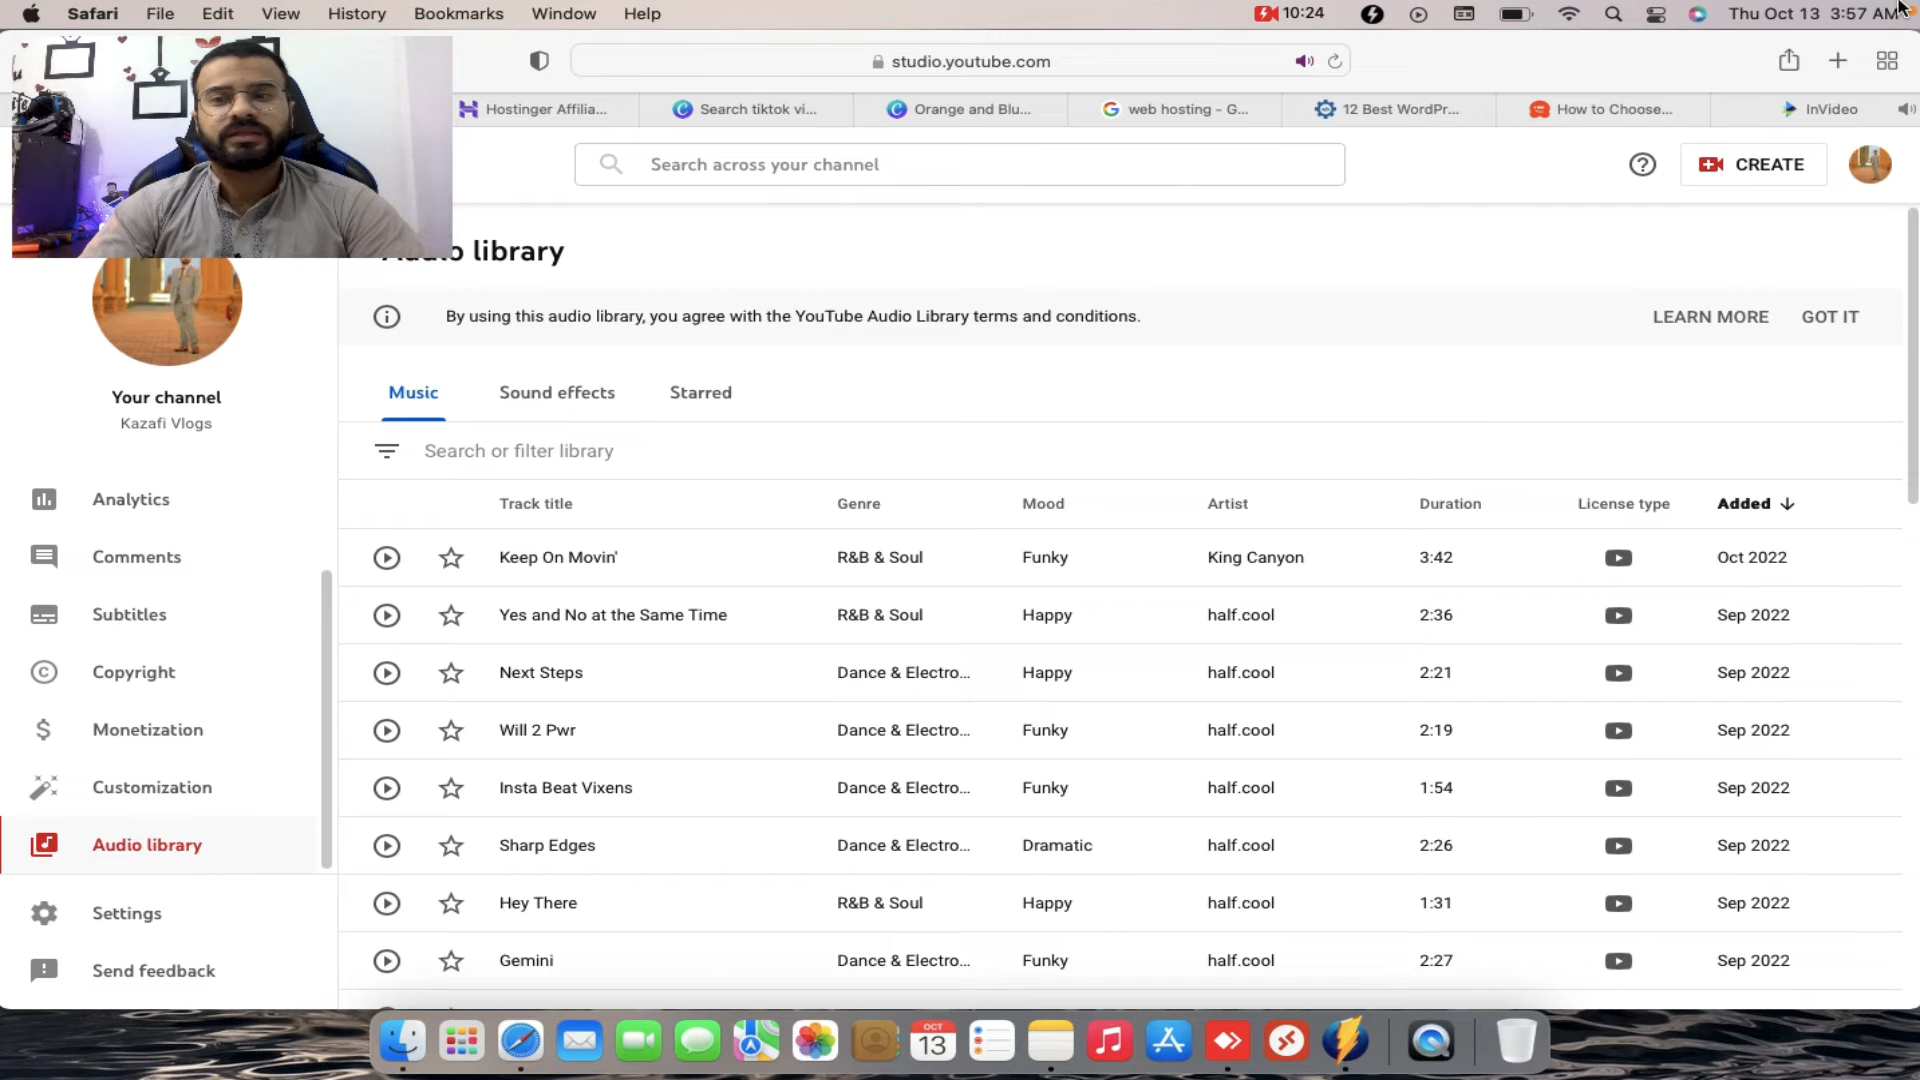 Safari File Edit View History Bookmarks Window Help 10:24 Thu Oct 13 3:57 AM
studio.youtube.com
Hostinger Affilia... Search tiktok vi... Orange and Blu... web hosting - G... 12 Best WordPr... How to Choose... InVideo
Search across your channel
CREATE
Audio library
By using this audio library, you agree with the YouTube Audio Library terms and conditions. LEARN MORE GOT IT
Your channel
Kazafi Vlogs
Analytics
Comments
Subtitles
Copyright
Monetization
Customization
Audio library
Settings
Send feedback
Music Sound effects Starred
Search or filter library
Track title Genre Mood Artist Duration License type Added
Keep On Movin' R&B & Soul Funky King Canyon 3:42 Oct 2022
Yes and No at the Same Time R&B & Soul Happy half.cool 2:36 Sep 2022
Next Steps Dance & Electro... Happy half.cool 2:21 Sep 2022
Will 2 Pwr Dance & Electro... Funky half.cool 2:19 Sep 2022
Insta Beat Vixens Dance & Electro... Funky half.cool 1:54 Sep 2022
Sharp Edges Dance & Electro... Dramatic half.cool 2:26 Sep 2022
Hey There R&B & Soul Happy half.cool 1:31 Sep 2022
Gemini Dance & Electro... Funky half.cool 2:27 Sep 2022
OCT
13